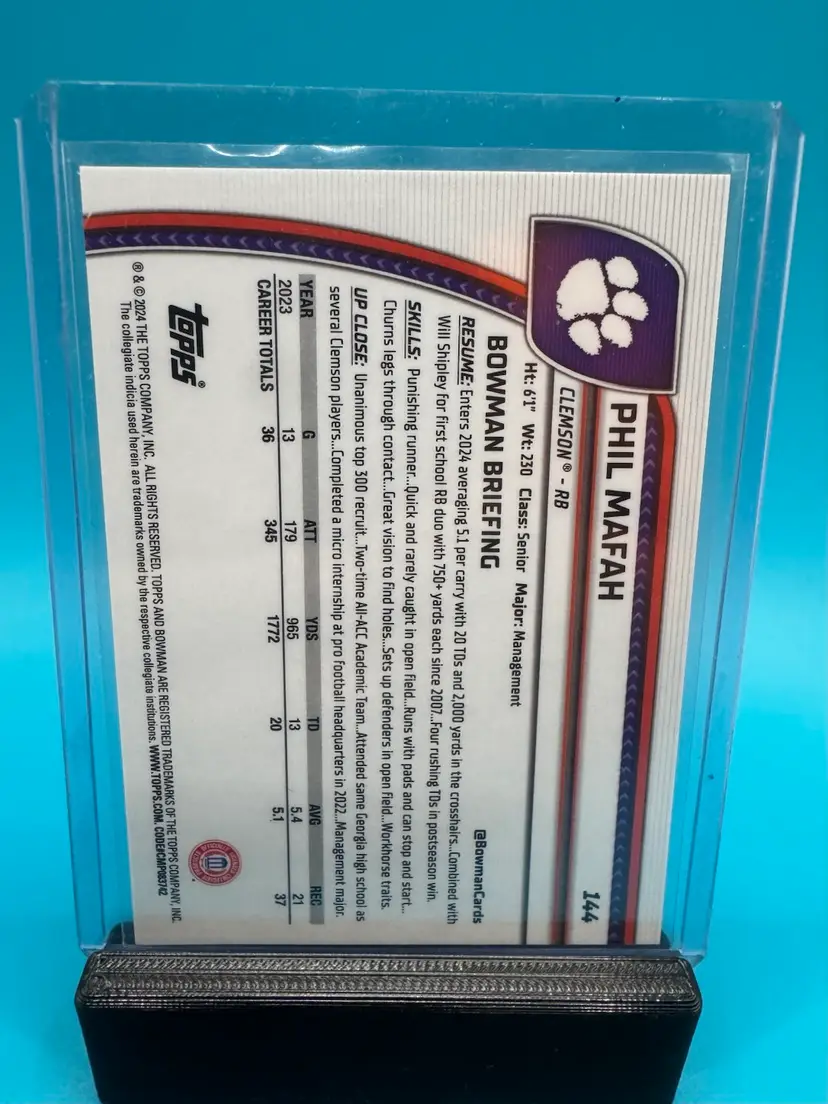 144
PHIL MAFAH
CLEMSON® - RB
Ht: 6'1" Wt: 230 Class: Senior Major: Management
BOWMAN BRIEFING
@BowmanCards
RESUME: Enters 2024 averaging 5.1 per carry with 20 TDs and 2,000 yards in the crosshairs...Combined with
Will Shipley for first school RB duo with 750+ yards each since 2007...Four rushing TDs in postseason win.
SKILLS: Punishing runner...Quick and rarely caught in open field...Runs with pads and can stop and start...
Churns legs through contact...Great vision to find holes...Sets up defenders in open field...Workhorse traits.
UP CLOSE: Unanimous top 300 recruit...Two-time All-ACC Academic Team...Attended same Georgia high school as
several Clemson players...Completed a micro internship at pro football headquarters in 2022...Management major.
YEAR G ATT YDS TD AVG REC
2023 13 179 965 13 5.4 21
CAREER TOTALS 36 345 1772 20 5.1 37
topps®
® & © 2024 THE TOPPS COMPANY, INC. ALL RIGHTS RESERVED. TOPPS AND BOWMAN ARE REGISTERED TRADEMARKS OF THE TOPPS COMPANY, INC.
The collegiate indicia used herein are trademarks owned by the respective collegiate institutions. WWW.TOPPS.COM. CODE#CMP083742